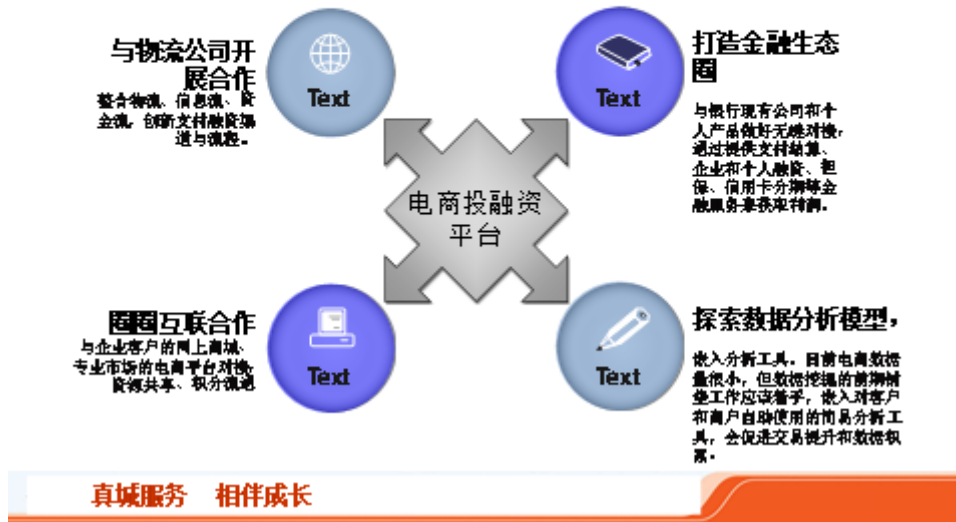 与物流公司开
展合作
整合物流、信息流、资
金流，创新支付融资渠
道与流程。
Text
Text
打造金融生态
圈
与银行现有公司和个
人产品做好无缝对接，
通过提供支付结算、
企业和个人融资、担
保、信用卡分期等金
融服务来获取利润。
电商投融资
平台
圈圈互联合作
与企业客户的网上商城、
专业市场的电商平台对接，
资源共享、积分流通
Text
Text
探索数据分析模型，
嵌入分析工具。目前电商数据
量很小，但数据挖掘的前期铺
垫工作应该着手，嵌入对客户
和商户自助使用的简易分析工
具，会促进交易提升和数据积
累。
真城服务 相伴成长